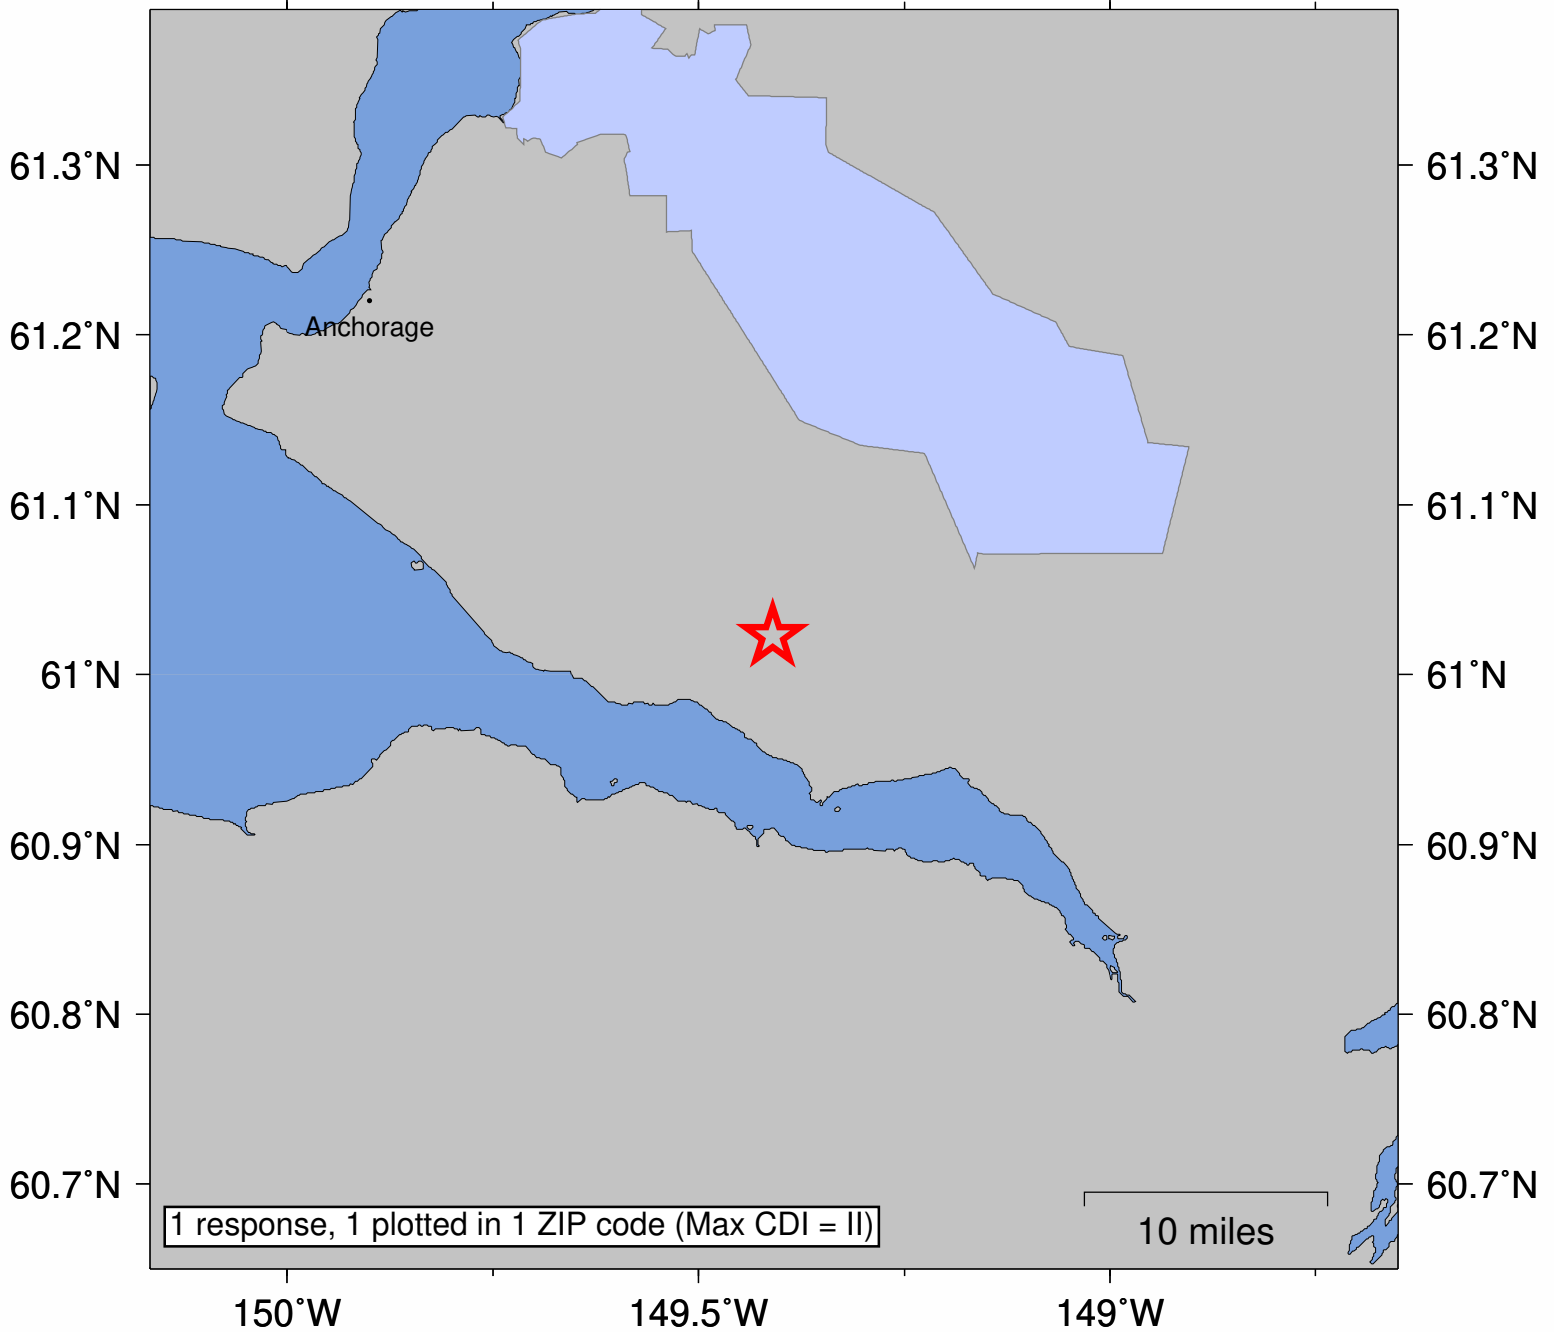 61.3°N 61.3°N
Anchorage
61.2°N 61.2°N
61.1°N 61.1°N
61°N 61°N
60.9°N 60.9°N
60.8°N 60.8°N
60.7°N 60.7°N
1 response, 1 plotted in 1 ZIP code (Max CDI = II)
10 miles
150°W 149.5°W 149°W